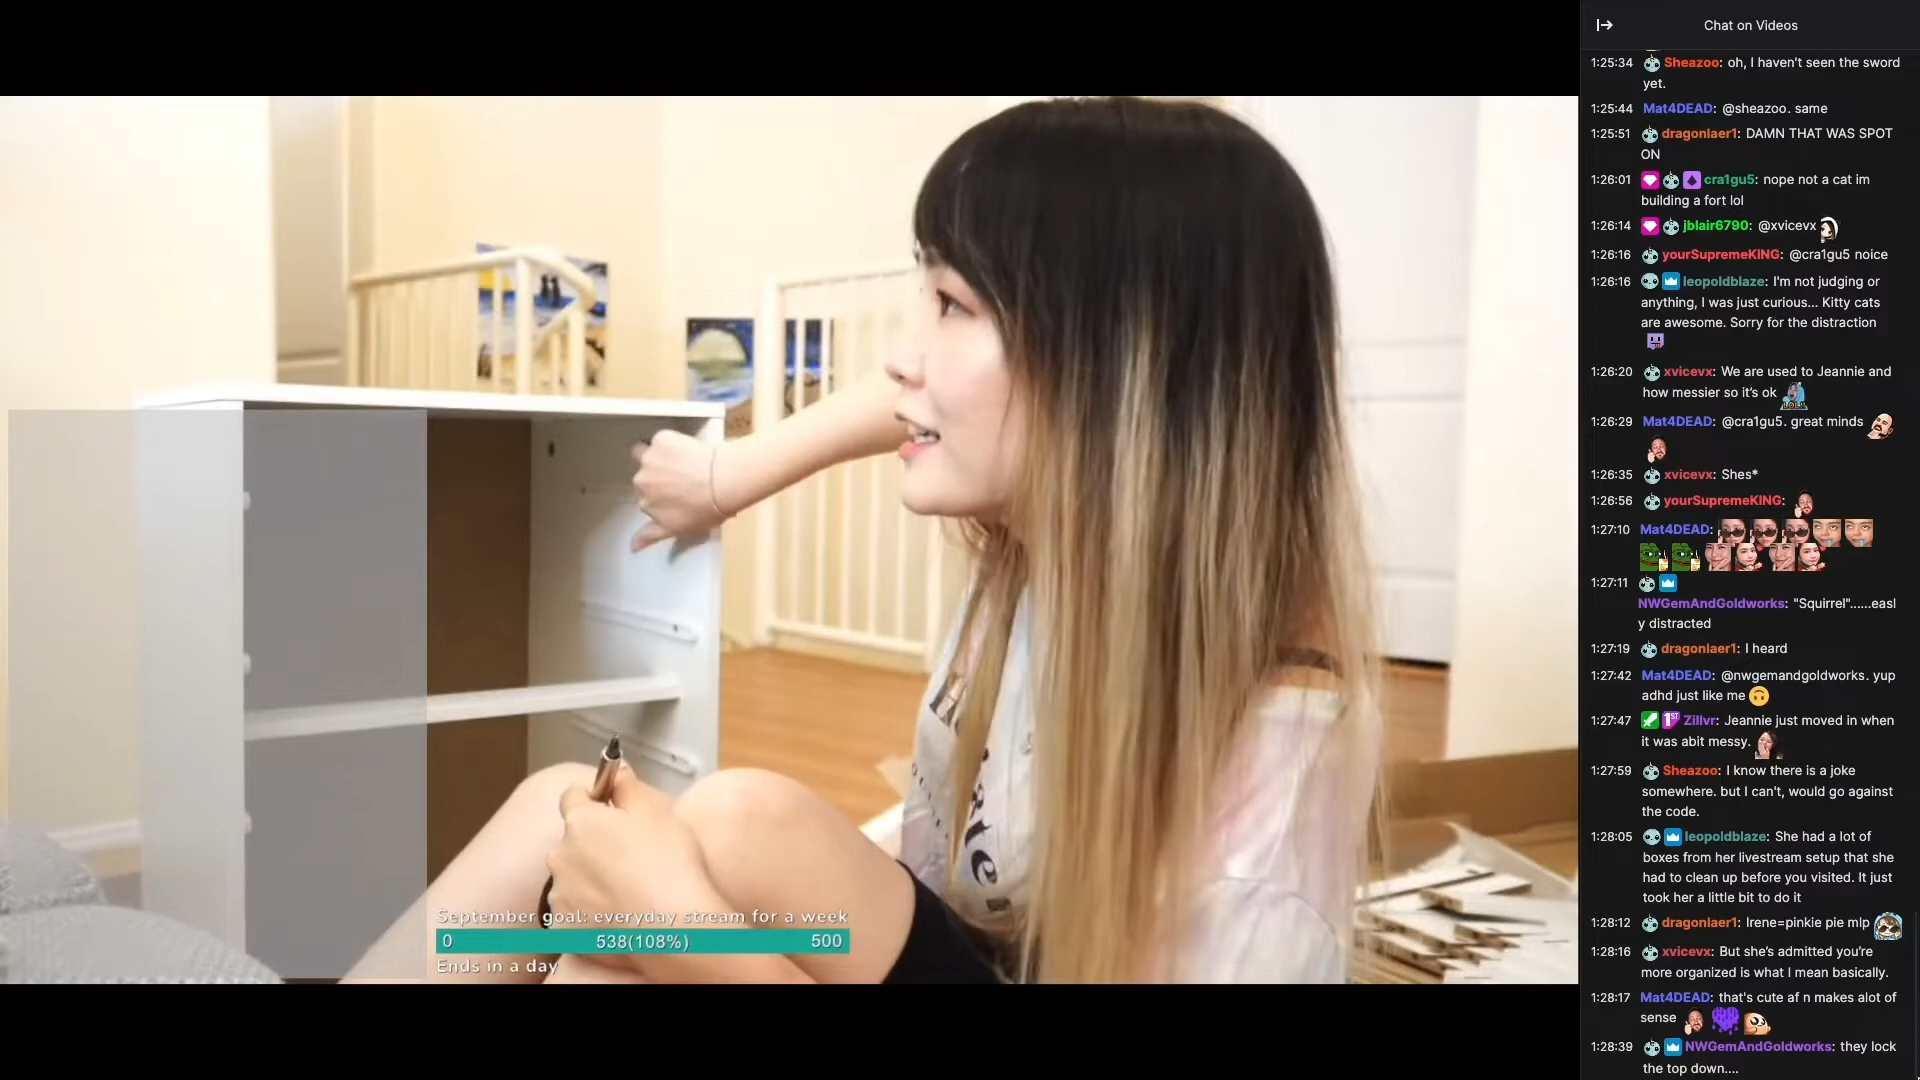 Chat on Videos
1:25:34 Sheazoo: oh, I haven't seen the sword
yet.
1:25:44 Mat4DEAD: @sheazoo. same
1:25:51 dragonlaer1: DAMN THAT WAS SPOT
ON
1:26:01 cra1gu5: nope not a cat im
building a fort lol
1:26:14 jblair6790: @xvicevx
1:26:16 yourSupremeKING: @cra1gu5 noice
1:26:16 leopoldblaze: I'm not judging or
anything, I was just curious... Kitty cats
are awesome. Sorry for the distraction
1:26:20 xvicevx: We are used to Jeannie and
how messier so it's ok
1:26:29 Mat4DEAD: @cra1gu5. great minds
1:26:35 xvicevx: Shes*
1:26:56 yourSupremeKING:
1:27:10 Mat4DEAD:
1:27:11
NWGemAndGoldworks: "Squirrel"......easl
y distracted
1:27:19 dragonlaer1: I heard
1:27:42 Mat4DEAD: @nwgemandgoldworks. yup
adhd just like me
1:27:47 1ST Zillvr: Jeannie just moved in when
it was abit messy.
1:27:59 Sheazoo: I know there is a joke
somewhere. but I can't, would go against
the code.
1:28:05 leopoldblaze: She had a lot of
boxes from her livestream setup that she
had to clean up before you visited. It just
took her a little bit to do it
1:28:12 dragonlaer1: Irene=pinkie pie mlp
1:28:16 xvicevx: But she's admitted you're
more organized is what I mean basically.
1:28:17 Mat4DEAD: that's cute af n makes alot of
sense
1:28:39 NWGemAndGoldworks: they lock
the top down....
September goal: everyday stream for a week
0 538(108%) 500
Ends in a day